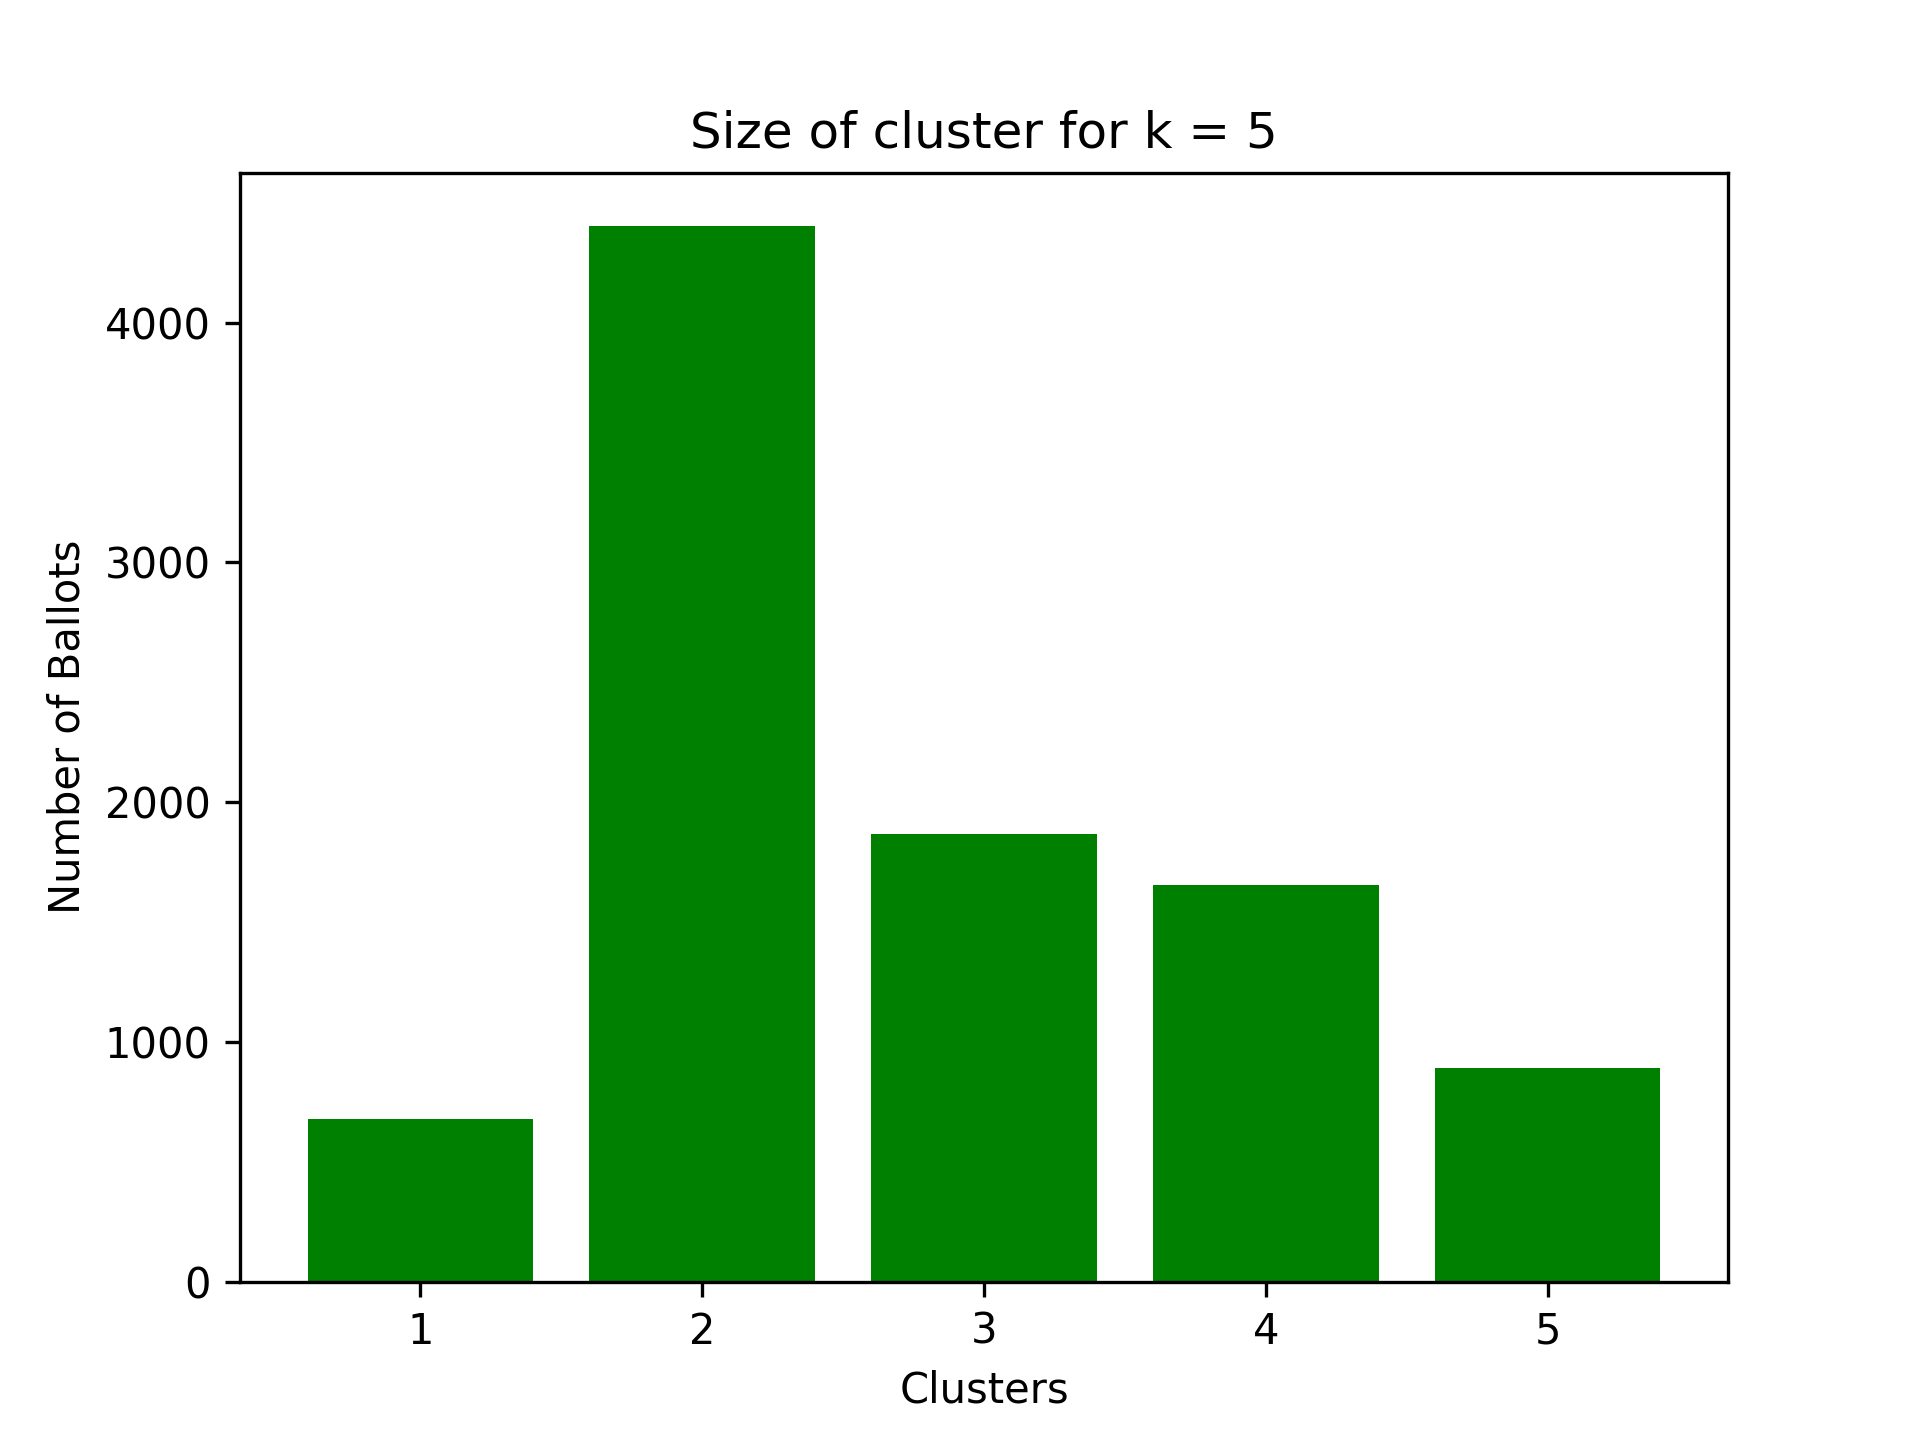 Size of cluster for k = 5
Number of Ballots
4000
3000
2000
1000
0
1 2 3 4 5
Clusters